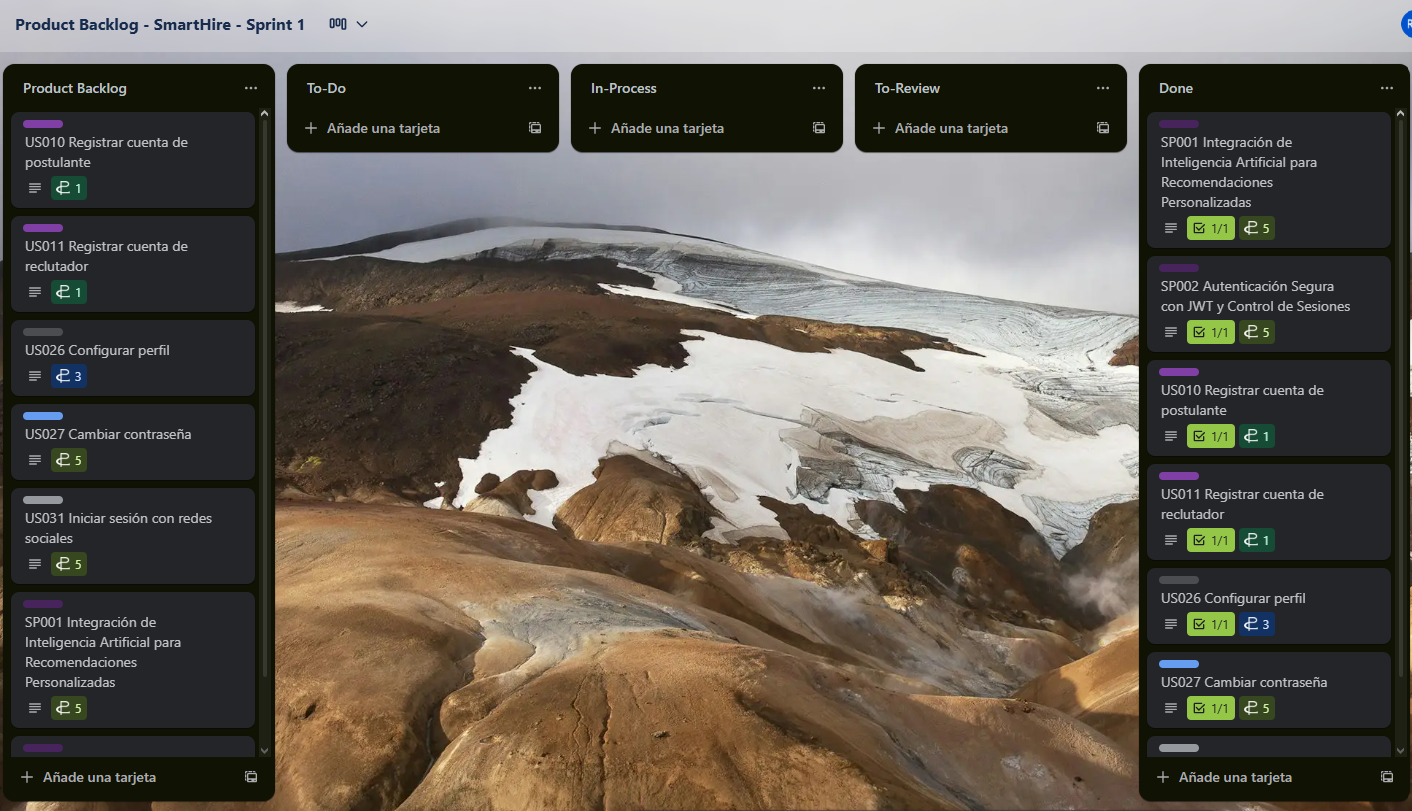 Product Backlog - SmartHire - Sprint 1
Product Backlog
US010 Registrar cuenta de
postulante
1
US011 Registrar cuenta de
reclutador
1
US026 Configurar perfil
3
US027 Cambiar contraseña
5
US031 Iniciar sesión con redes
sociales
5
SP001 Integración de
Inteligencia Artificial para
Recomendaciones
Personalizadas
5
Añade una tarjeta
To-Do
Añade una tarjeta
In-Process
Añade una tarjeta
To-Review
Añade una tarjeta
Done
SP001 Integración de
Inteligencia Artificial para
Recomendaciones
Personalizadas
1/1 5
SP002 Autenticación Segura
con JWT y Control de Sesiones
1/1 5
US010 Registrar cuenta de
postulante
1/1 1
US011 Registrar cuenta de
reclutador
1/1 1
US026 Configurar perfil
1/1 3
US027 Cambiar contraseña
1/1 5
Añade una tarjeta